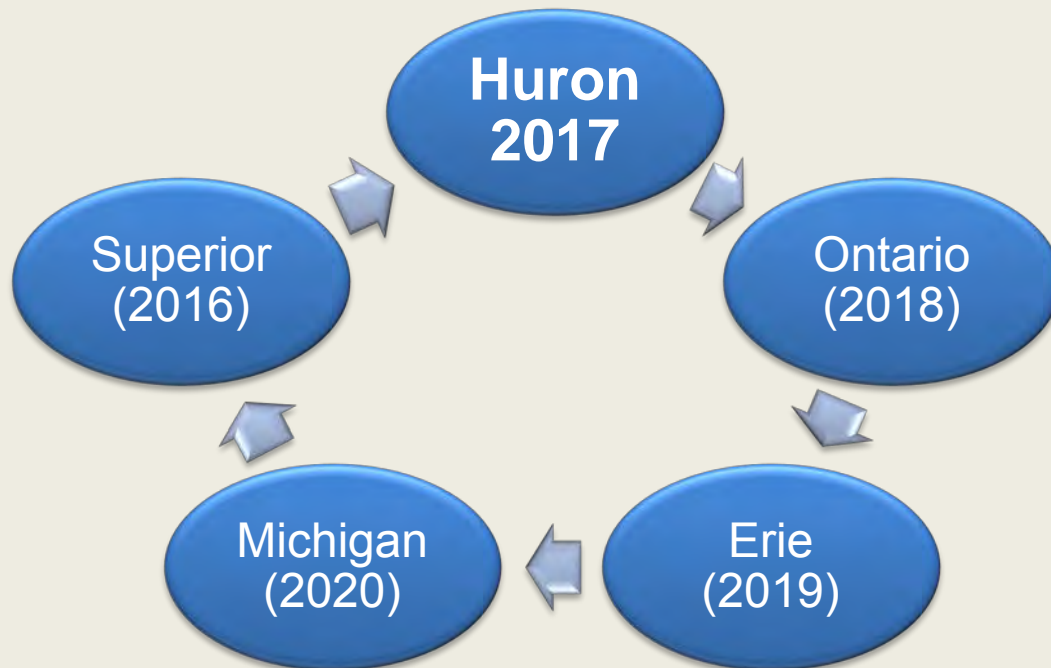 Huron
2017
Superior
(2016)
Ontario
(2018)
Michigan
(2020)
Erie
(2019)